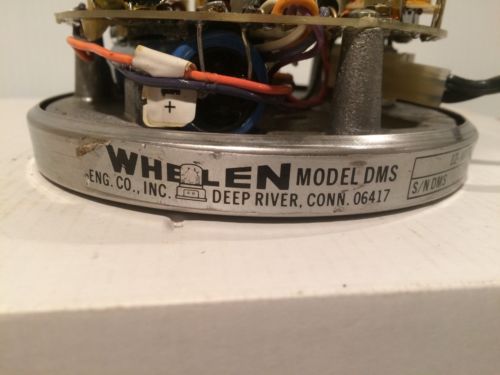 WHELEN MODEL DMS
ENG. CO., INC. DEEP RIVER, CONN. 06417
S/N DMS
+